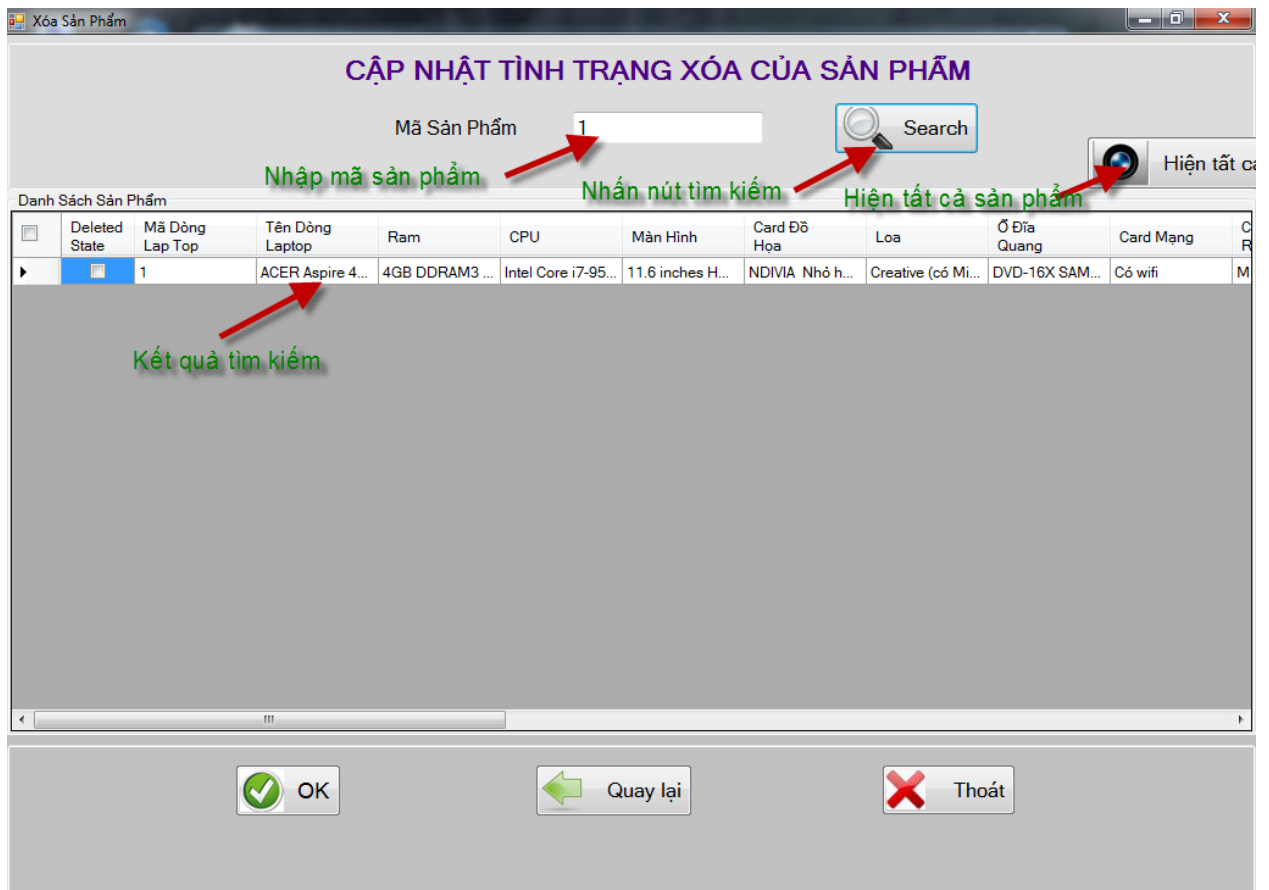 Xóa Sản Phẩm
CẬP NHẬT TÌNH TRẠNG XÓA CỦA SẢN PHẨM
Mã Sản Phẩm 1 Search
Hiện tất cả
Nhập mã sản phẩm
Nhấn nút tìm kiếm
Hiện tất cả sản phẩm
Danh Sách Sản Phẩm
Deleted State Mã Dòng Lap Top Tên Dòng Laptop Ram CPU Màn Hình Card Đồ Họa Loa Ổ Đĩa Quang Card Mạng C R
1 ACER Aspire 4... 4GB DDRAM3 ... Intel Core i7-95... 11.6 inches H... NDIVIA Nhỏ h... Creative (có Mi... DVD-16X SAM... Có wifi M
Kết quả tìm kiếm
OK Quay lại Thoát